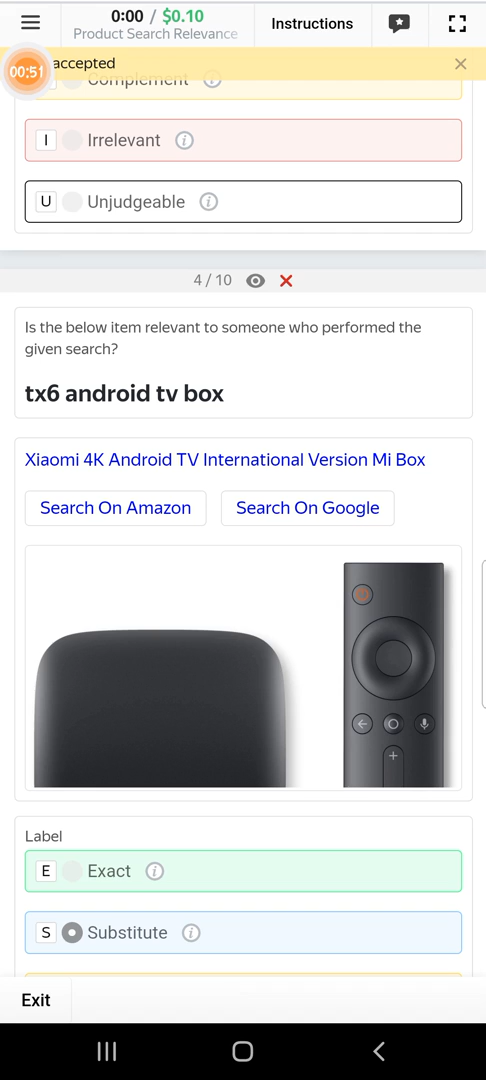 0:00 / $0.10
Product Search Relevance
Instructions
00:51
accepted
Complement
I Irrelevant
U Unjudgeable
4 / 10
Is the below item relevant to someone who performed the
given search?
tx6 android tv box
Xiaomi 4K Android TV International Version Mi Box
Search On Amazon
Search On Google
Label
E Exact
S Substitute
Exit